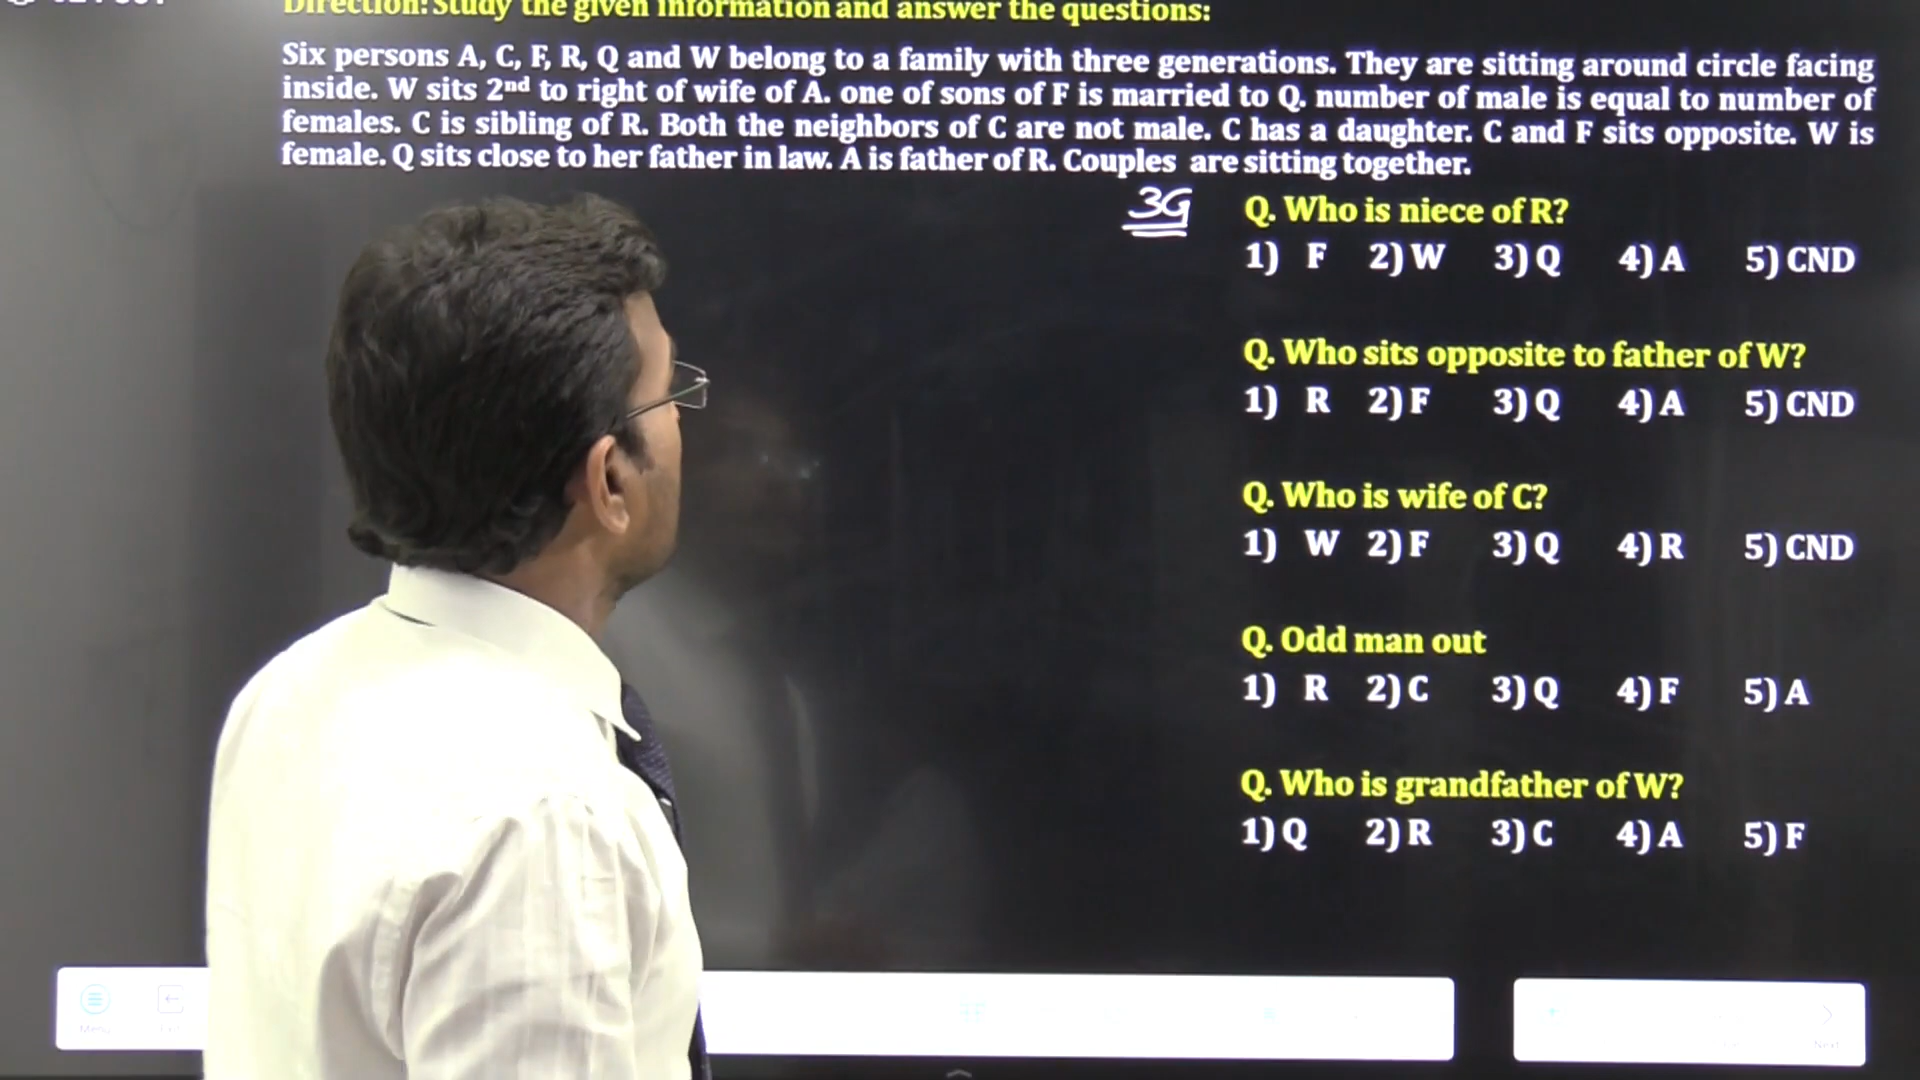 Direction: Study the given information and answer the questions:
Six persons A, C, F, R, Q and W belong to a family with three generations. They are sitting around circle facing
inside. W sits 2nd to right of wife of A. one of sons of F is married to Q. number of male is equal to number of
females. C is sibling of R. Both the neighbors of C are not male. C has a daughter. C and F sits opposite. W is
female. Q sits close to her father in law. A is father of R. Couples are sitting together.
3G
Q. Who is niece of R?
1) F 2) W 3) Q 4) A 5) CND
Q. Who sits opposite to father of W?
1) R 2) F 3) Q 4) A 5) CND
Q. Who is wife of C?
1) W 2) F 3) Q 4) R 5) CND
Q. Odd man out
1) R 2) C 3) Q 4) F 5) A
Q. Who is grandfather of W?
1) Q 2) R 3) C 4) A 5) F
Menu
Next